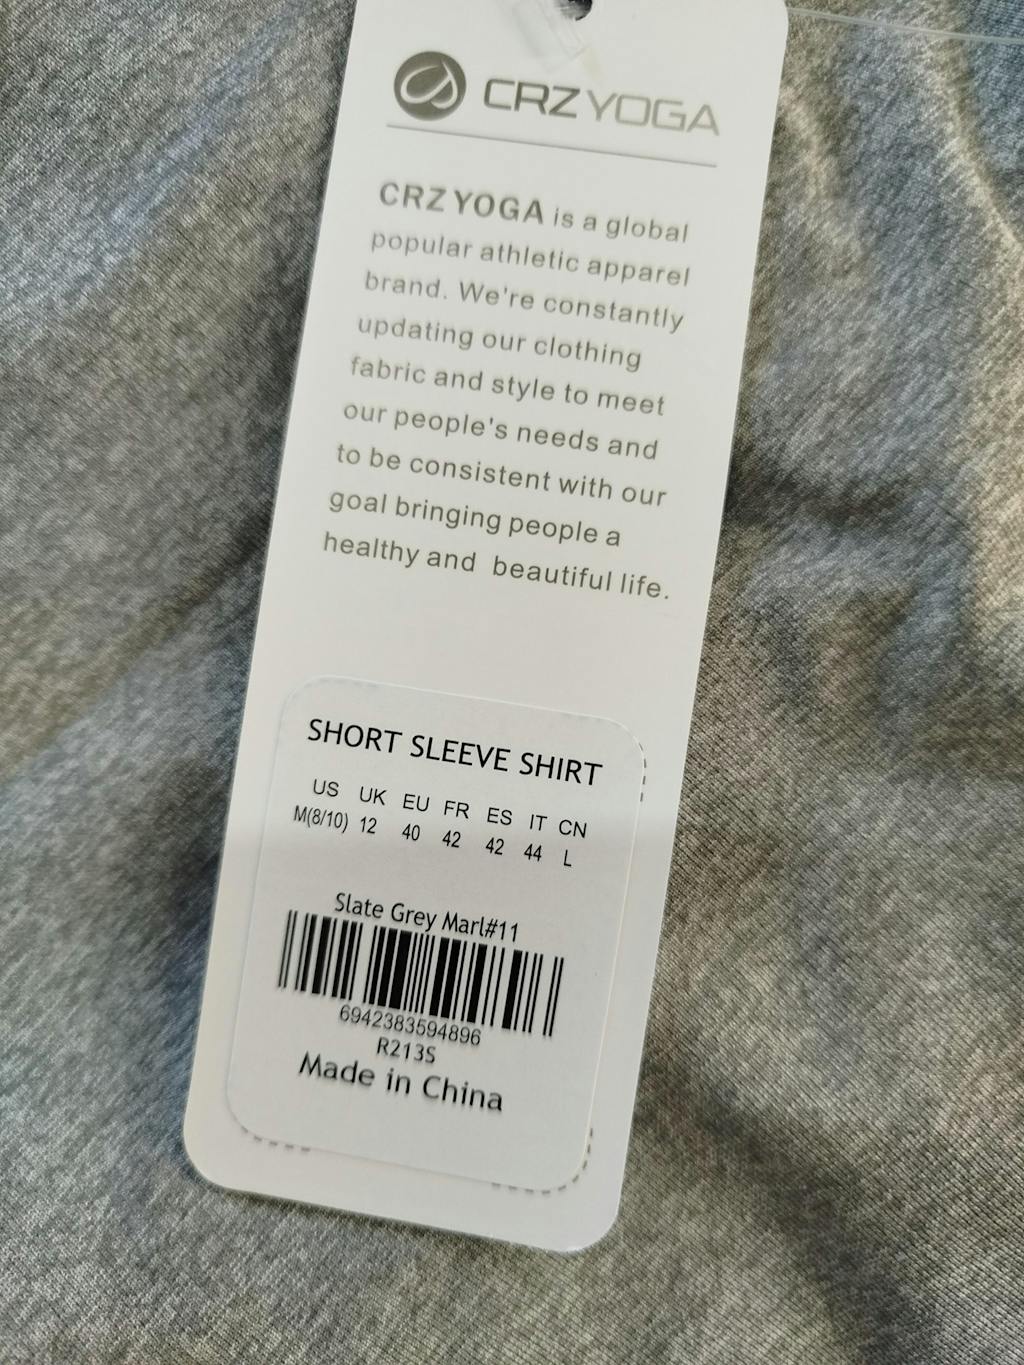 CRZ YOGA
CRZ YOGA is a global
popular athletic apparel
brand. We're constantly
updating our clothing
fabric and style to meet
our people's needs and
to be consistent with our
goal bringing people a
healthy and beautiful life.
SHORT SLEEVE SHIRT
US UK EU FR ES IT CN
M(8/10) 12 40 42 42 44 L
Slate Grey Marl#11
6942383594896
R213S
Made in China